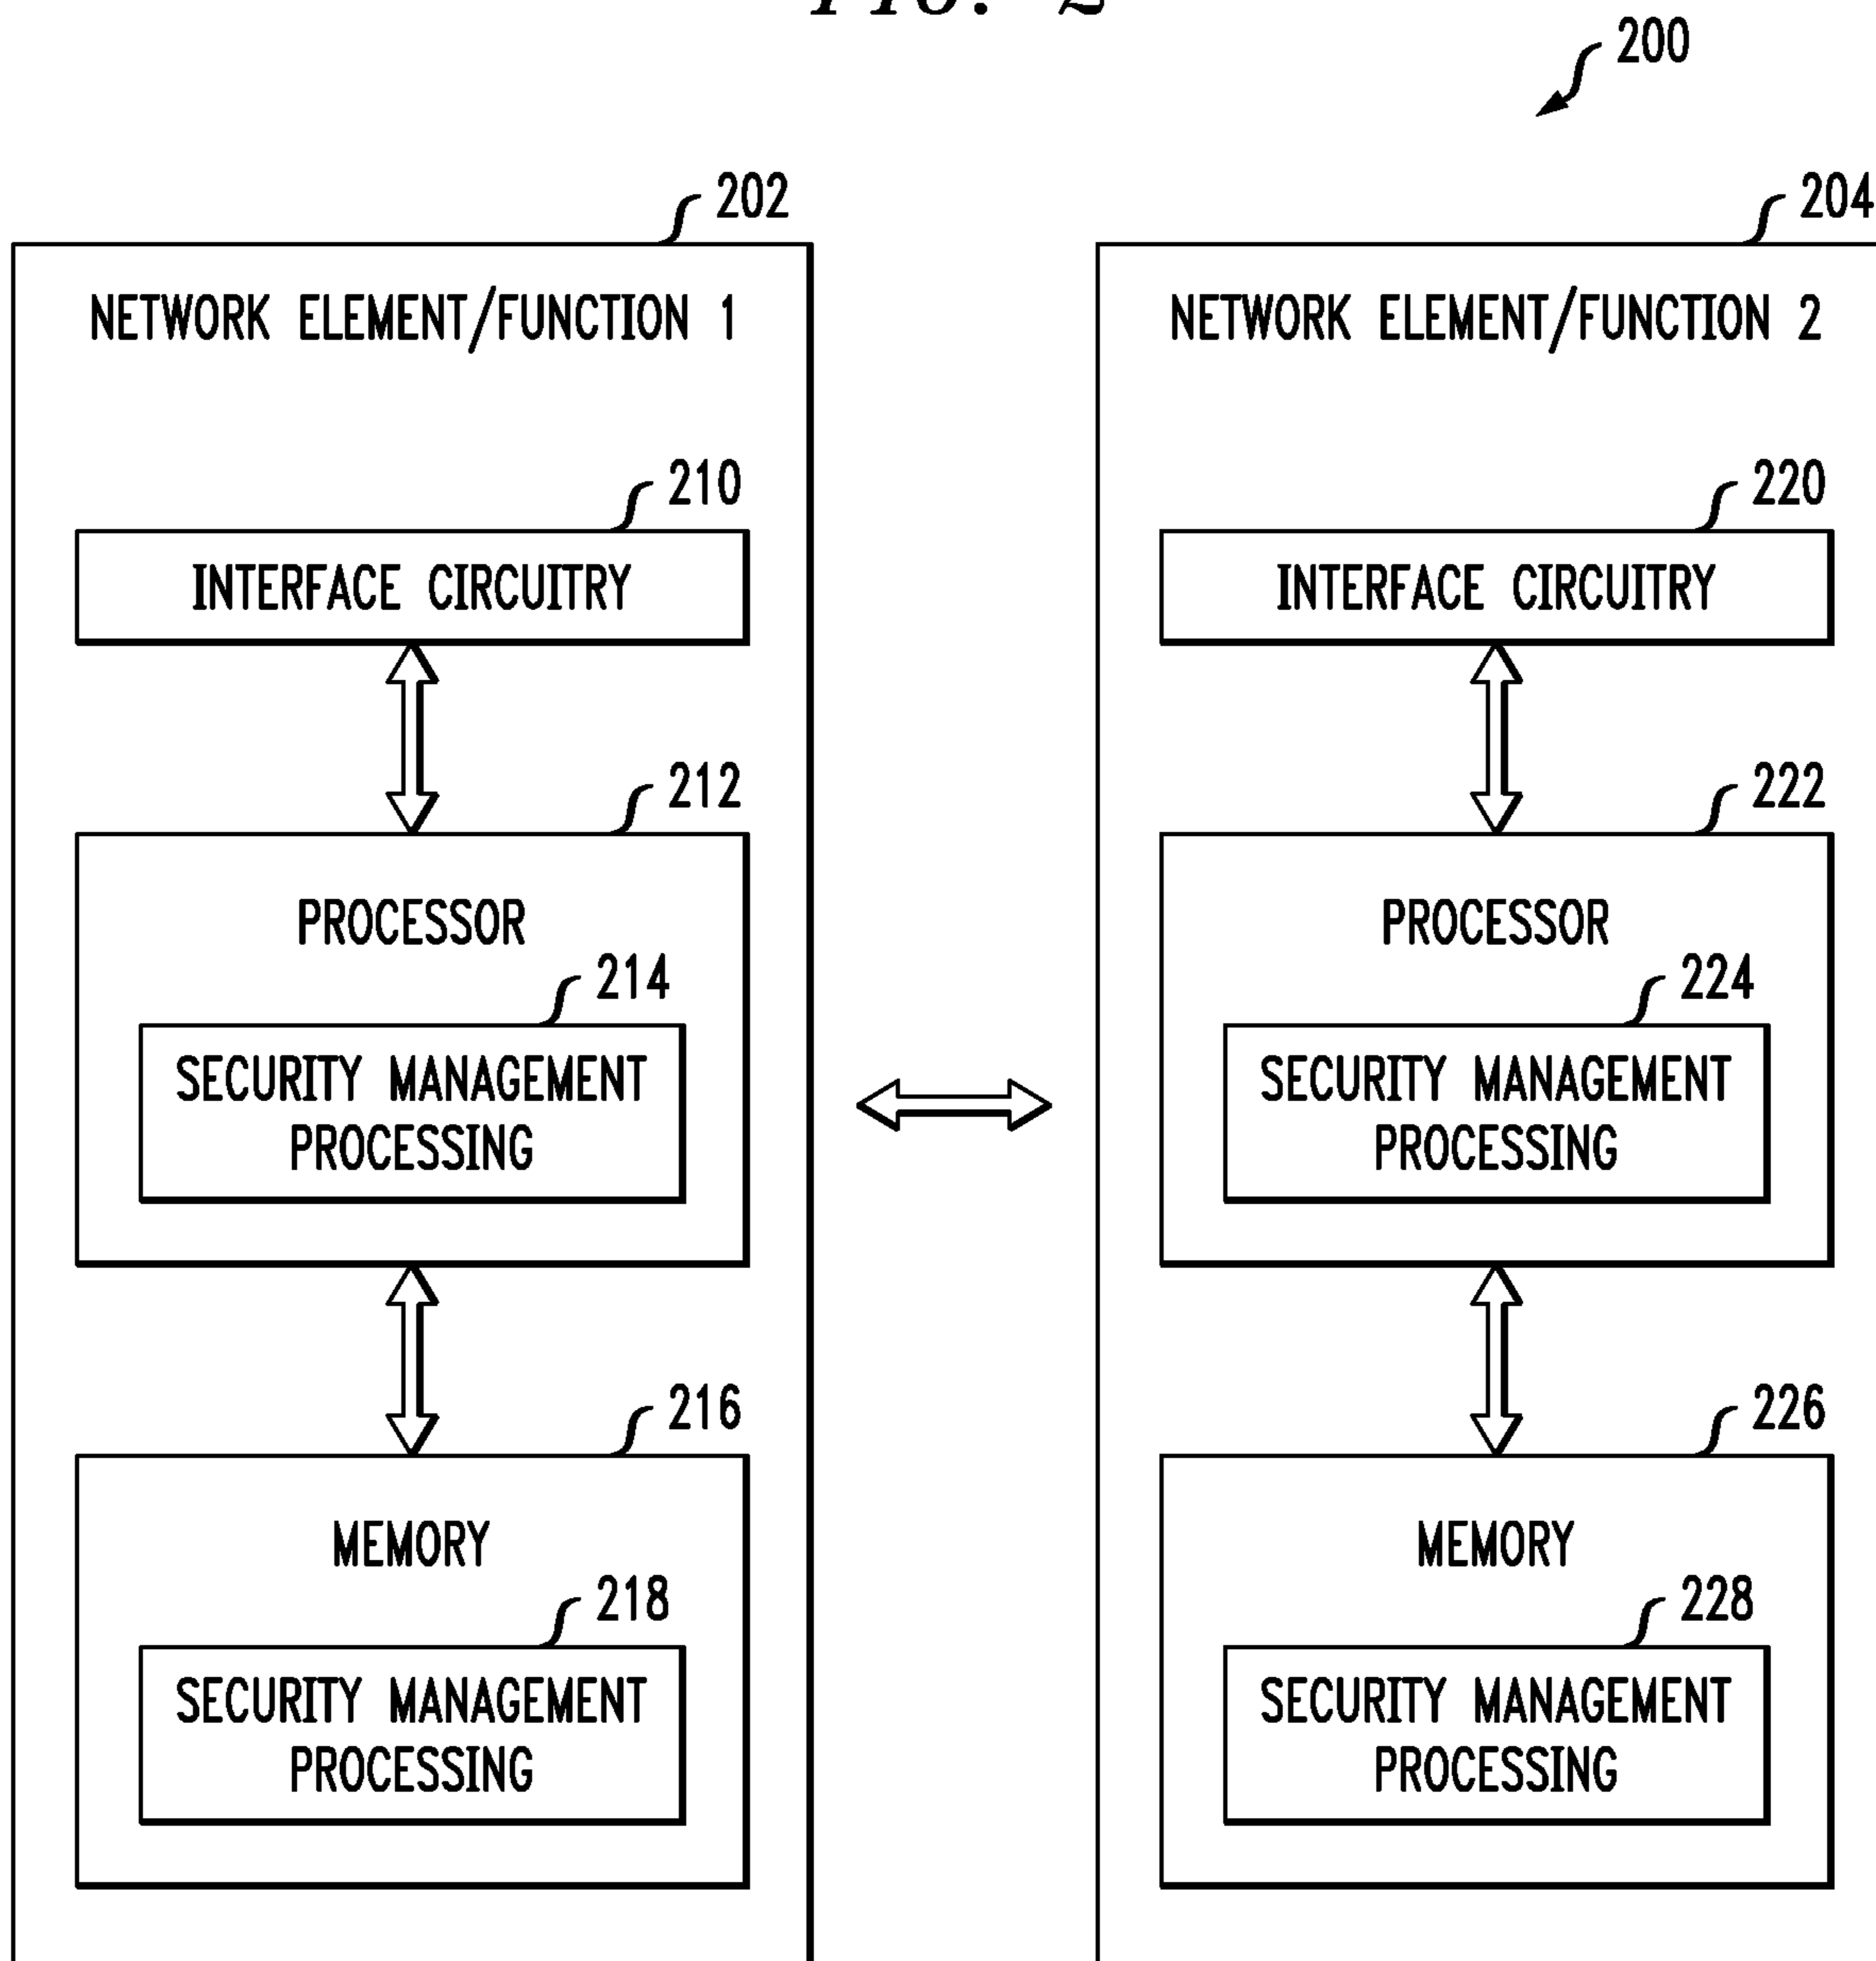 FIG. 2
200
202
204
NETWORK ELEMENT/FUNCTION 1
NETWORK ELEMENT/FUNCTION 2
210
220
INTERFACE CIRCUITRY
INTERFACE CIRCUITRY
212
222
PROCESSOR
PROCESSOR
214
224
SECURITY MANAGEMENT
PROCESSING
SECURITY MANAGEMENT
PROCESSING
216
226
MEMORY
MEMORY
218
228
SECURITY MANAGEMENT
PROCESSING
SECURITY MANAGEMENT
PROCESSING